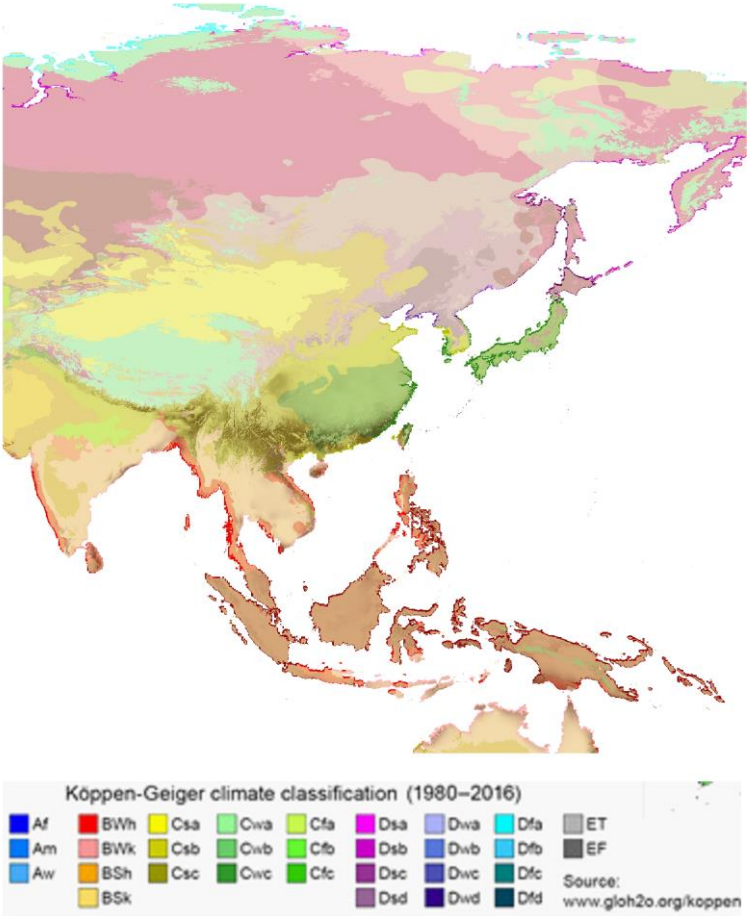 Köppen-Geiger climate classification (1980–2016)
Af BWh Csa Cwa Cfa Dsa Dwa Dfa ET
Am BWk Csb Cwb Cfb Dsb Dwb Dfb EF
Aw BSh Csc Cwc Cfc Dsc Dwc Dfc Source:
BSk Dsd Dwd Dfd www.gloh2o.org/koppen